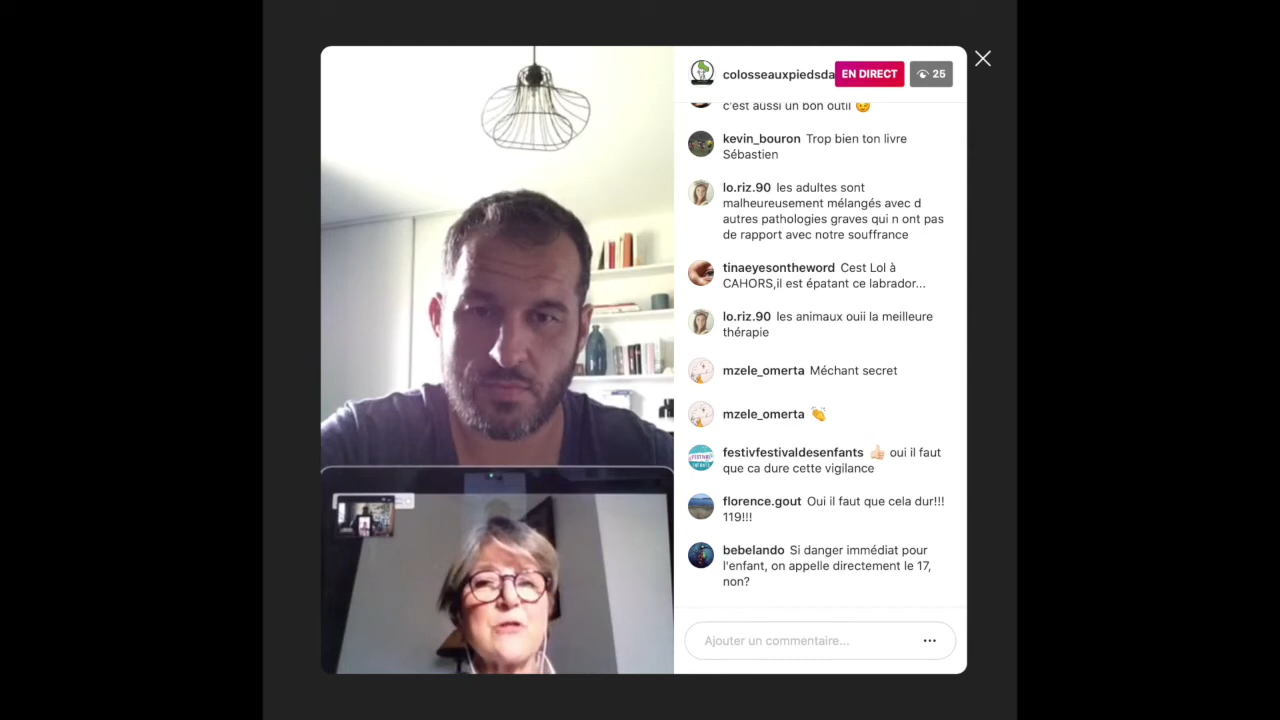 colosseauxpiedsda EN DIRECT 25
c'est aussi un bon outil 😉
kevin_bouron Trop bien ton livre
Sébastien
lo.riz.90 les adultes sont
malheureusement mélangés avec d
autres pathologies graves qui n ont pas
de rapport avec notre souffrance
tinaeyesontheword Cest Lol à
CAHORS,il est épatant ce labrador...
lo.riz.90 les animaux ouii la meilleure
thérapie
mzele_omerta Méchant secret
mzele_omerta 👏
festivfestivaldesenfants 👍🏻 oui il faut
que ca dure cette vigilance
florence.gout Oui il faut que cela dur!!!
119!!!
bebelando Si danger immédiat pour
l'enfant, on appelle directement le 17,
non?
Ajouter un commentaire...